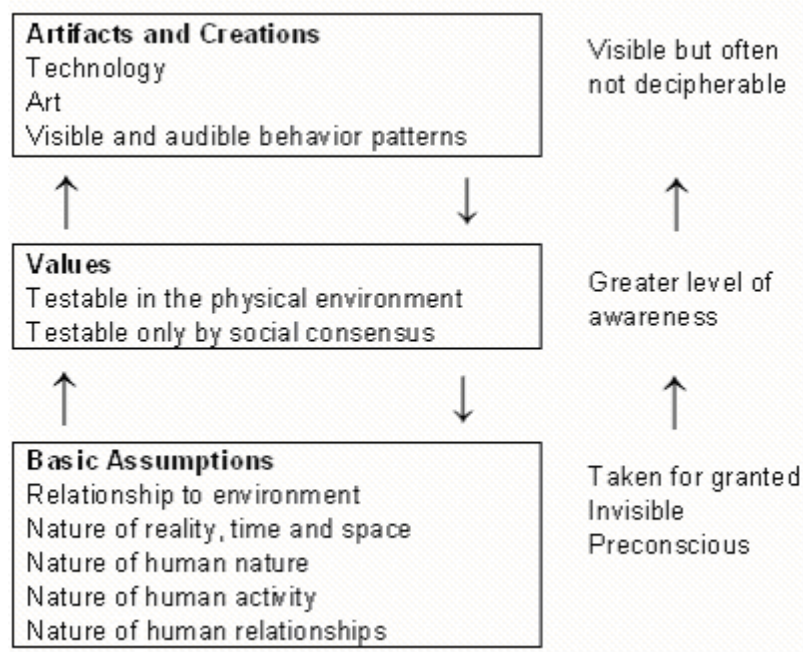 Artifacts and Creations
Technology
Art
Visible and audible behavior patterns
Visible but often
not decipherable
Values
Testable in the physical environment
Testable only by social consensus
Greater level of
awareness
Basic Assumptions
Relationship to environment
Nature of reality, time and space
Nature of human nature
Nature of human activity
Nature of human relationships
Taken for granted
Invisible
Preconscious